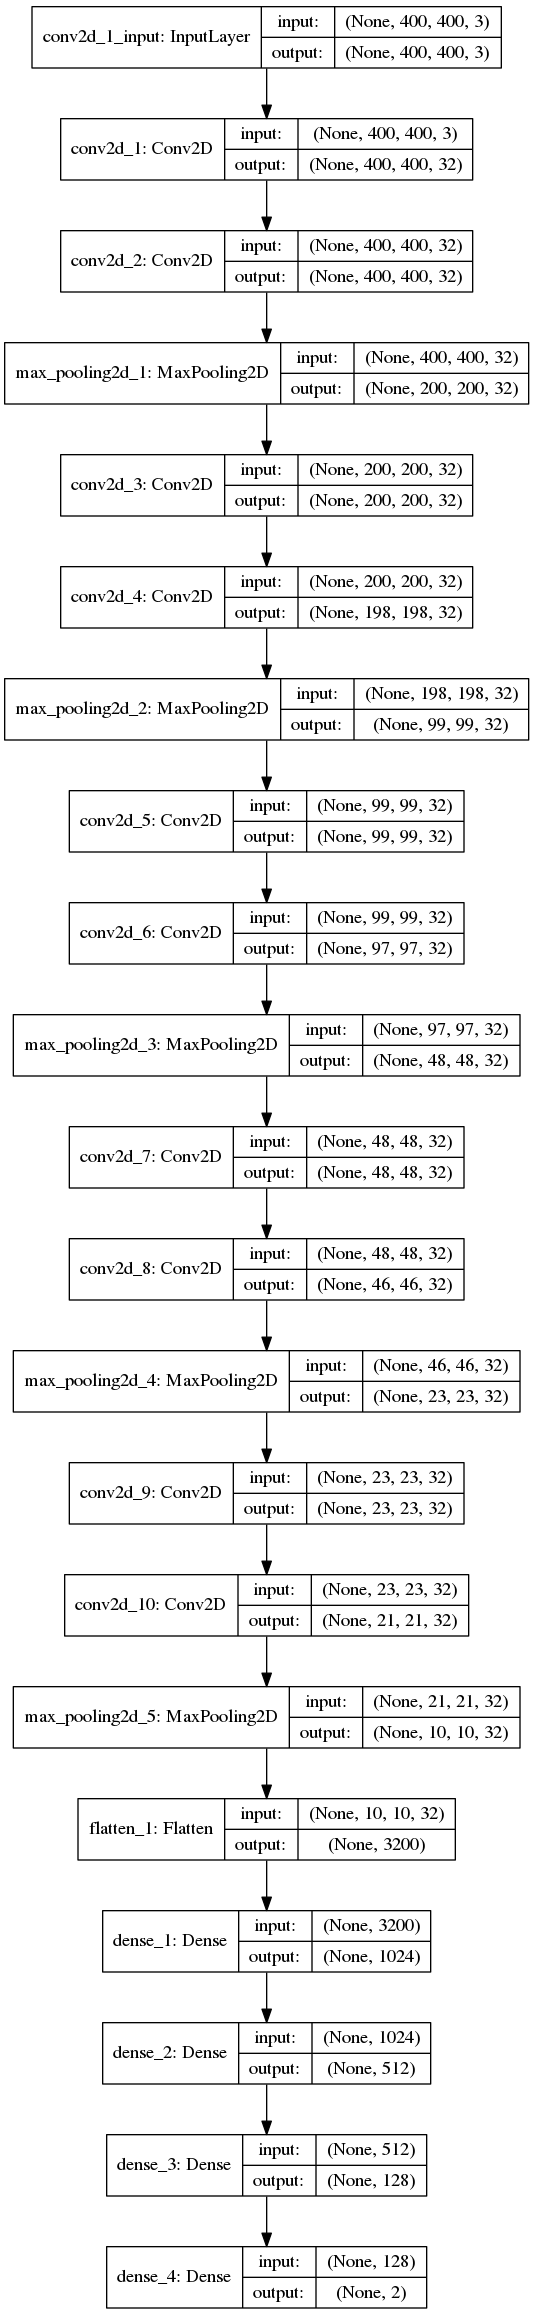 conv2d_1_input: InputLayer
input:
(None, 400, 400, 3)
output:
(None, 400, 400, 3)
conv2d_1: Conv2D
input:
(None, 400, 400, 3)
output:
(None, 400, 400, 32)
conv2d_2: Conv2D
input:
(None, 400, 400, 32)
output:
(None, 400, 400, 32)
max_pooling2d_1: MaxPooling2D
input:
(None, 400, 400, 32)
output:
(None, 200, 200, 32)
conv2d_3: Conv2D
input:
(None, 200, 200, 32)
output:
(None, 200, 200, 32)
conv2d_4: Conv2D
input:
(None, 200, 200, 32)
output:
(None, 198, 198, 32)
max_pooling2d_2: MaxPooling2D
input:
(None, 198, 198, 32)
output:
(None, 99, 99, 32)
conv2d_5: Conv2D
input:
(None, 99, 99, 32)
output:
(None, 99, 99, 32)
conv2d_6: Conv2D
input:
(None, 99, 99, 32)
output:
(None, 97, 97, 32)
max_pooling2d_3: MaxPooling2D
input:
(None, 97, 97, 32)
output:
(None, 48, 48, 32)
conv2d_7: Conv2D
input:
(None, 48, 48, 32)
output:
(None, 48, 48, 32)
conv2d_8: Conv2D
input:
(None, 48, 48, 32)
output:
(None, 46, 46, 32)
max_pooling2d_4: MaxPooling2D
input:
(None, 46, 46, 32)
output:
(None, 23, 23, 32)
conv2d_9: Conv2D
input:
(None, 23, 23, 32)
output:
(None, 23, 23, 32)
conv2d_10: Conv2D
input:
(None, 23, 23, 32)
output:
(None, 21, 21, 32)
max_pooling2d_5: MaxPooling2D
input:
(None, 21, 21, 32)
output:
(None, 10, 10, 32)
flatten_1: Flatten
input:
(None, 10, 10, 32)
output:
(None, 3200)
dense_1: Dense
input:
(None, 3200)
output:
(None, 1024)
dense_2: Dense
input:
(None, 1024)
output:
(None, 512)
dense_3: Dense
input:
(None, 512)
output:
(None, 128)
dense_4: Dense
input:
(None, 128)
output:
(None, 2)